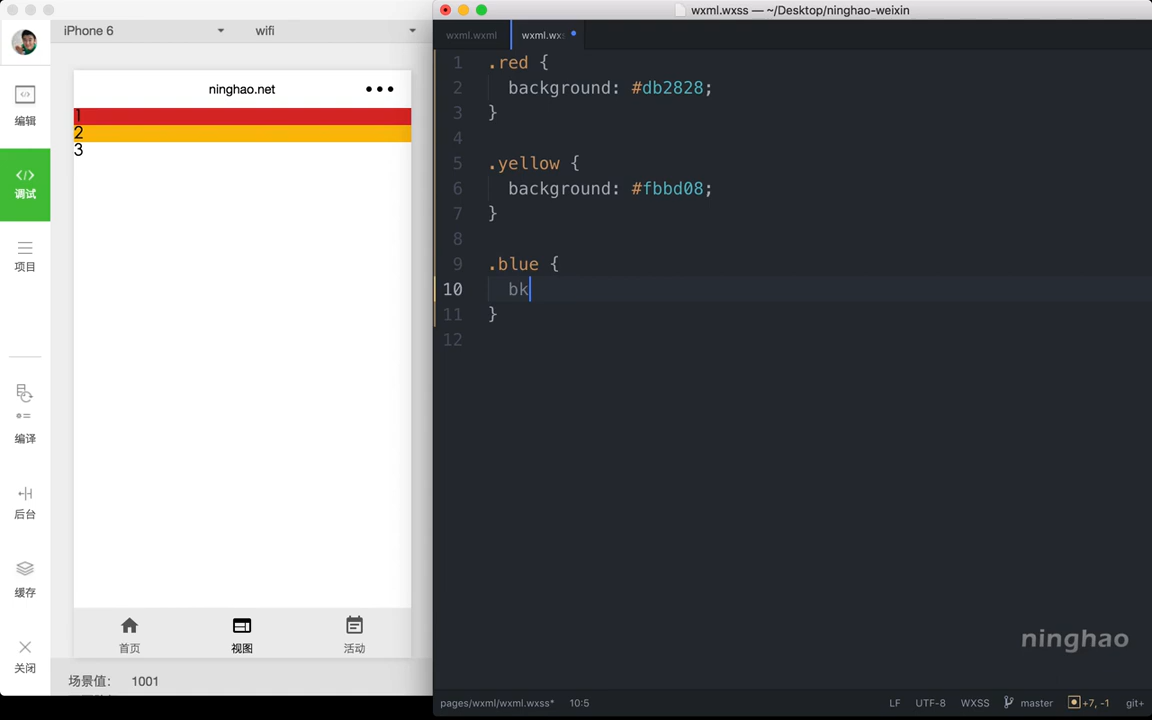 iPhone 6
wifi
编辑
调试
项目
编译
后台
缓存
关闭
ninghao.net
1
2
3
首页
视图
活动
场景值: 1001
wxml.wxss — ~/Desktop/ninghao-weixin
wxml.wxml
wxml.wxs
1 .red {
2 background: #db2828;
3 }
4
5 .yellow {
6 background: #fbbd08;
7 }
8
9 .blue {
10 bk
11 }
12
ninghao
pages/wxml/wxml.wxss* 10:5
LF UTF-8 WXSS master +7, -1 git+